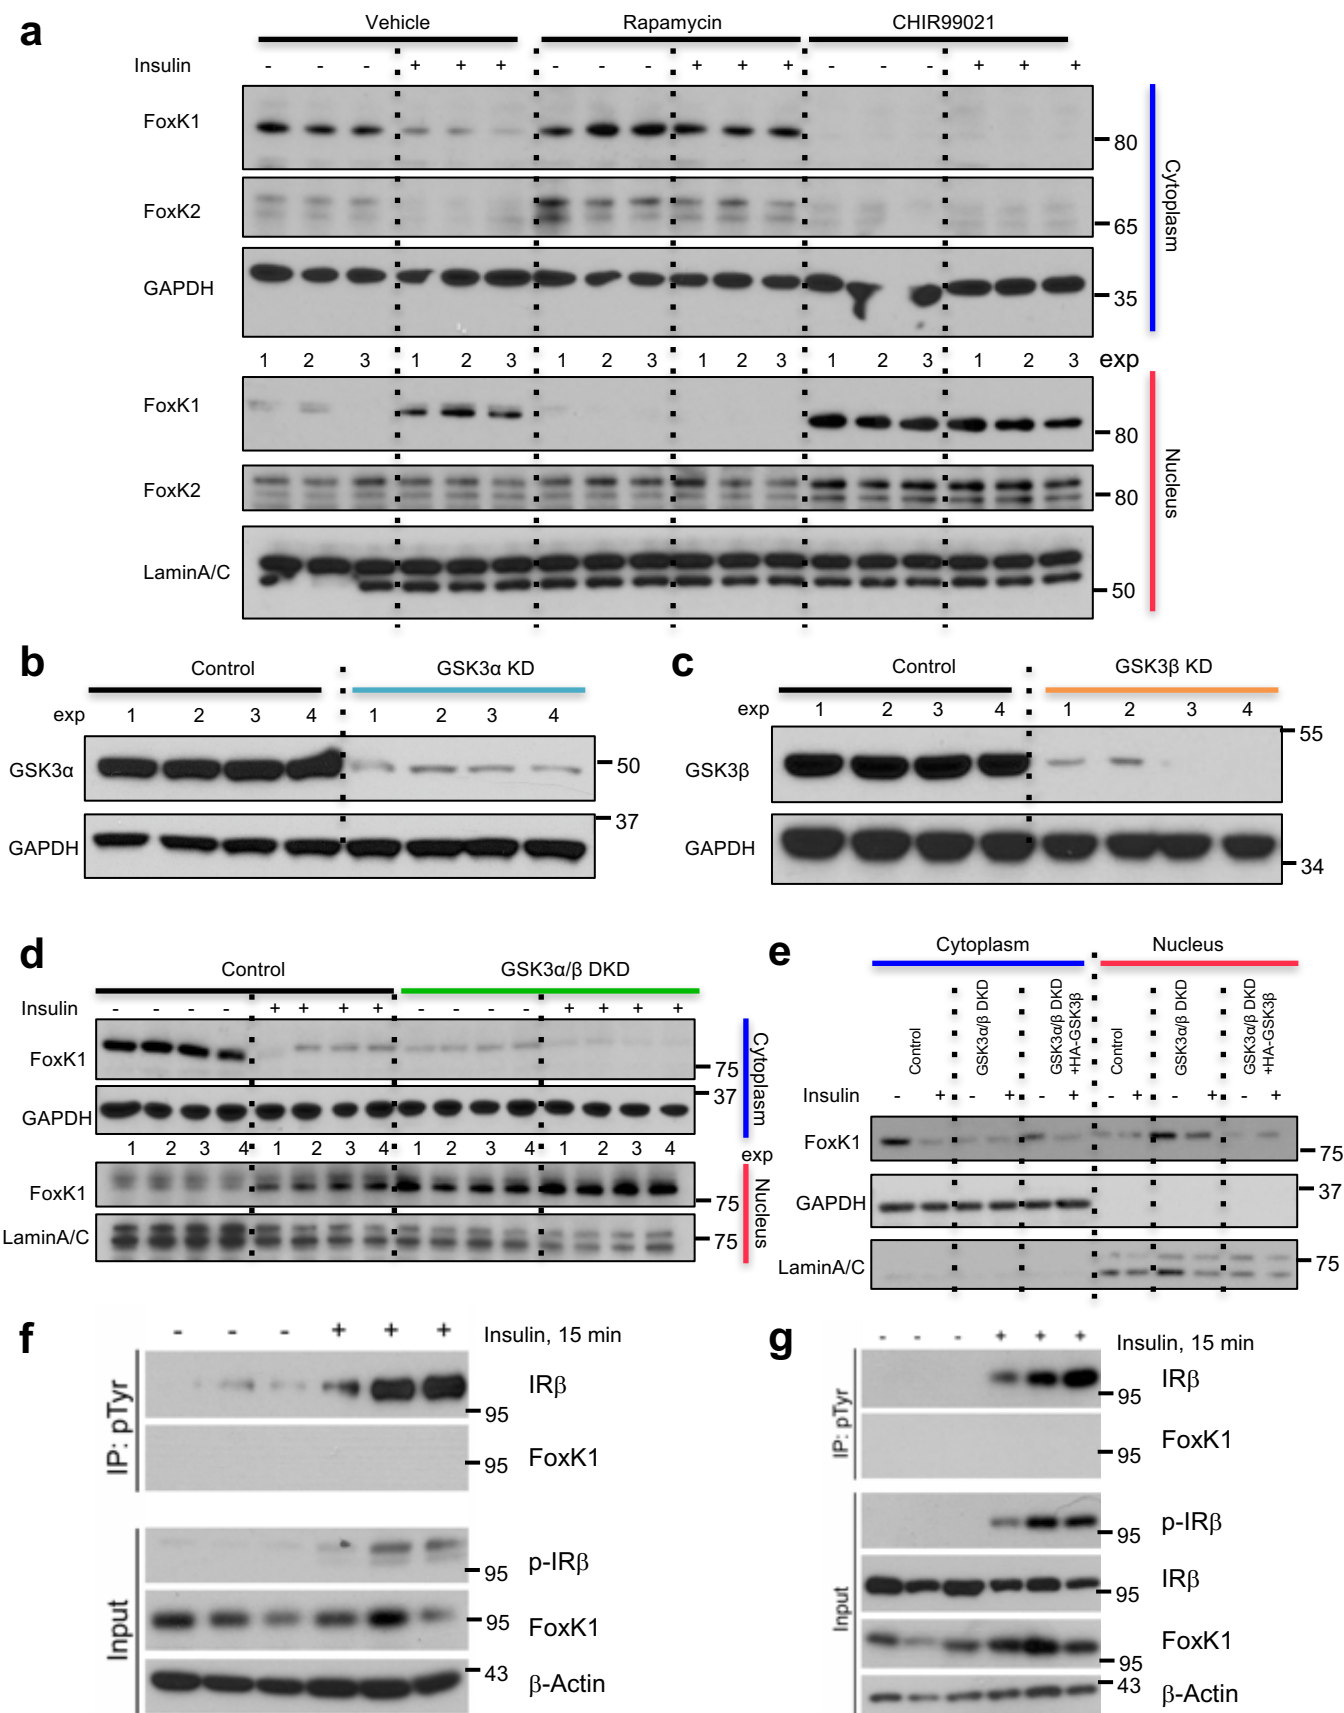 a
Vehicle Rapamycin CHIR99021
Insulin - - - + + + - - - + + + - - - + + +
FoxK1 80
FoxK2 65
GAPDH 35
Cytoplasm
1 2 3 1 2 3 1 2 3 1 2 3 1 2 3 1 2 3 exp
FoxK1 80
FoxK2 80
LaminA/C 50
Nucleus
b
Control GSK3α KD
exp 1 2 3 4 1 2 3 4
GSK3α 50
37
GAPDH
c
Control GSK3β KD
exp 1 2 3 4 1 2 3 4
55
GSK3β
GAPDH 34
d
Control GSK3α/β DKD
Insulin - - - - + + + + - - - - + + + +
FoxK1 75
37
GAPDH
Cytoplasm
1 2 3 4 1 2 3 4 1 2 3 4 1 2 3 4 exp
FoxK1 75
LaminA/C 75
Nucleus
e
Cytoplasm Nucleus
Control
GSK3α/β DKD
GSK3α/β DKD
+HA-GSK3β
Control
GSK3α/β DKD
GSK3α/β DKD
+HA-GSK3β
Insulin - + - + - + - + - + - +
FoxK1 75
37
GAPDH
LaminA/C 75
f
- - - + + + Insulin, 15 min
IP: pTyr
IRβ
95
95 FoxK1
Input
p-IRβ
95
95 FoxK1
43
β-Actin
g
- - - + + + Insulin, 15 min
IP: pTyr
95 IRβ
95 FoxK1
Input
95 p-IRβ
95 IRβ
FoxK1
95
43
β-Actin